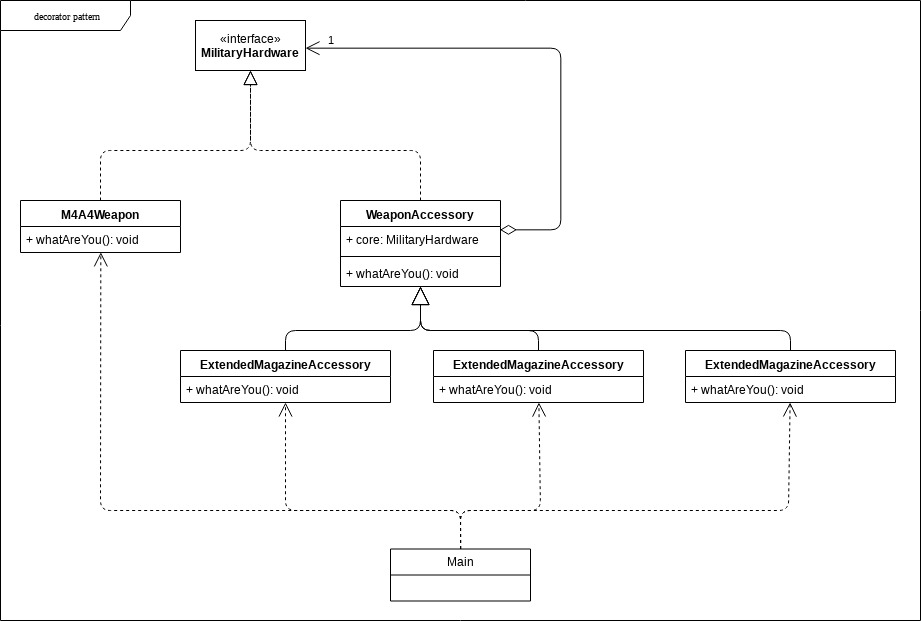 decorator pattern
«interface»
MilitaryHardware
1
M4A4Weapon
+ whatAreYou(): void
WeaponAccessory
+ core: MilitaryHardware
+ whatAreYou(): void
ExtendedMagazineAccessory
+ whatAreYou(): void
ExtendedMagazineAccessory
+ whatAreYou(): void
ExtendedMagazineAccessory
+ whatAreYou(): void
Main